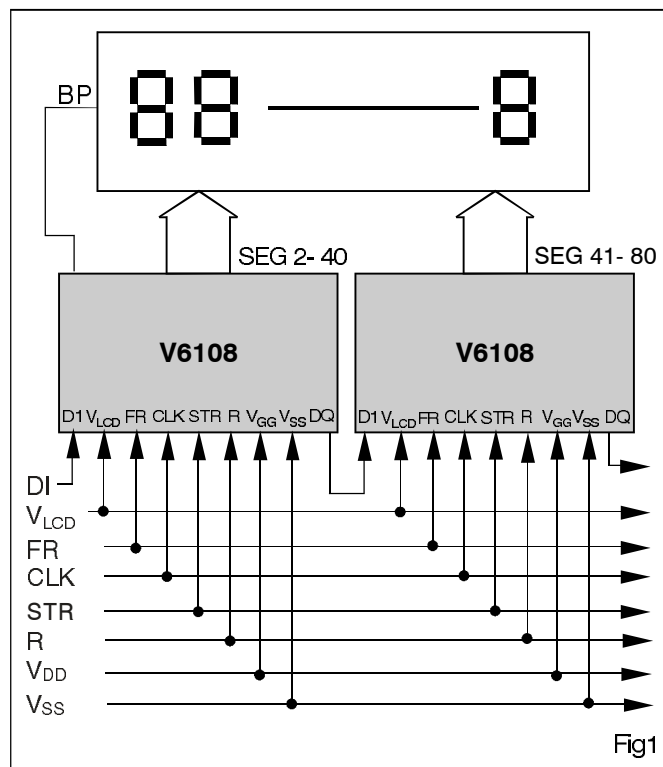 BP
SEG 2-40
SEG 41-80
V6108
V6108
D1 VLCD FR CLK STR R VGG VSS DQ
D1 VLCD FR CLK STR R VGG VSS DQ
DI
VLCD
FR
CLK
STR
R
VDD
VSS
Fig1